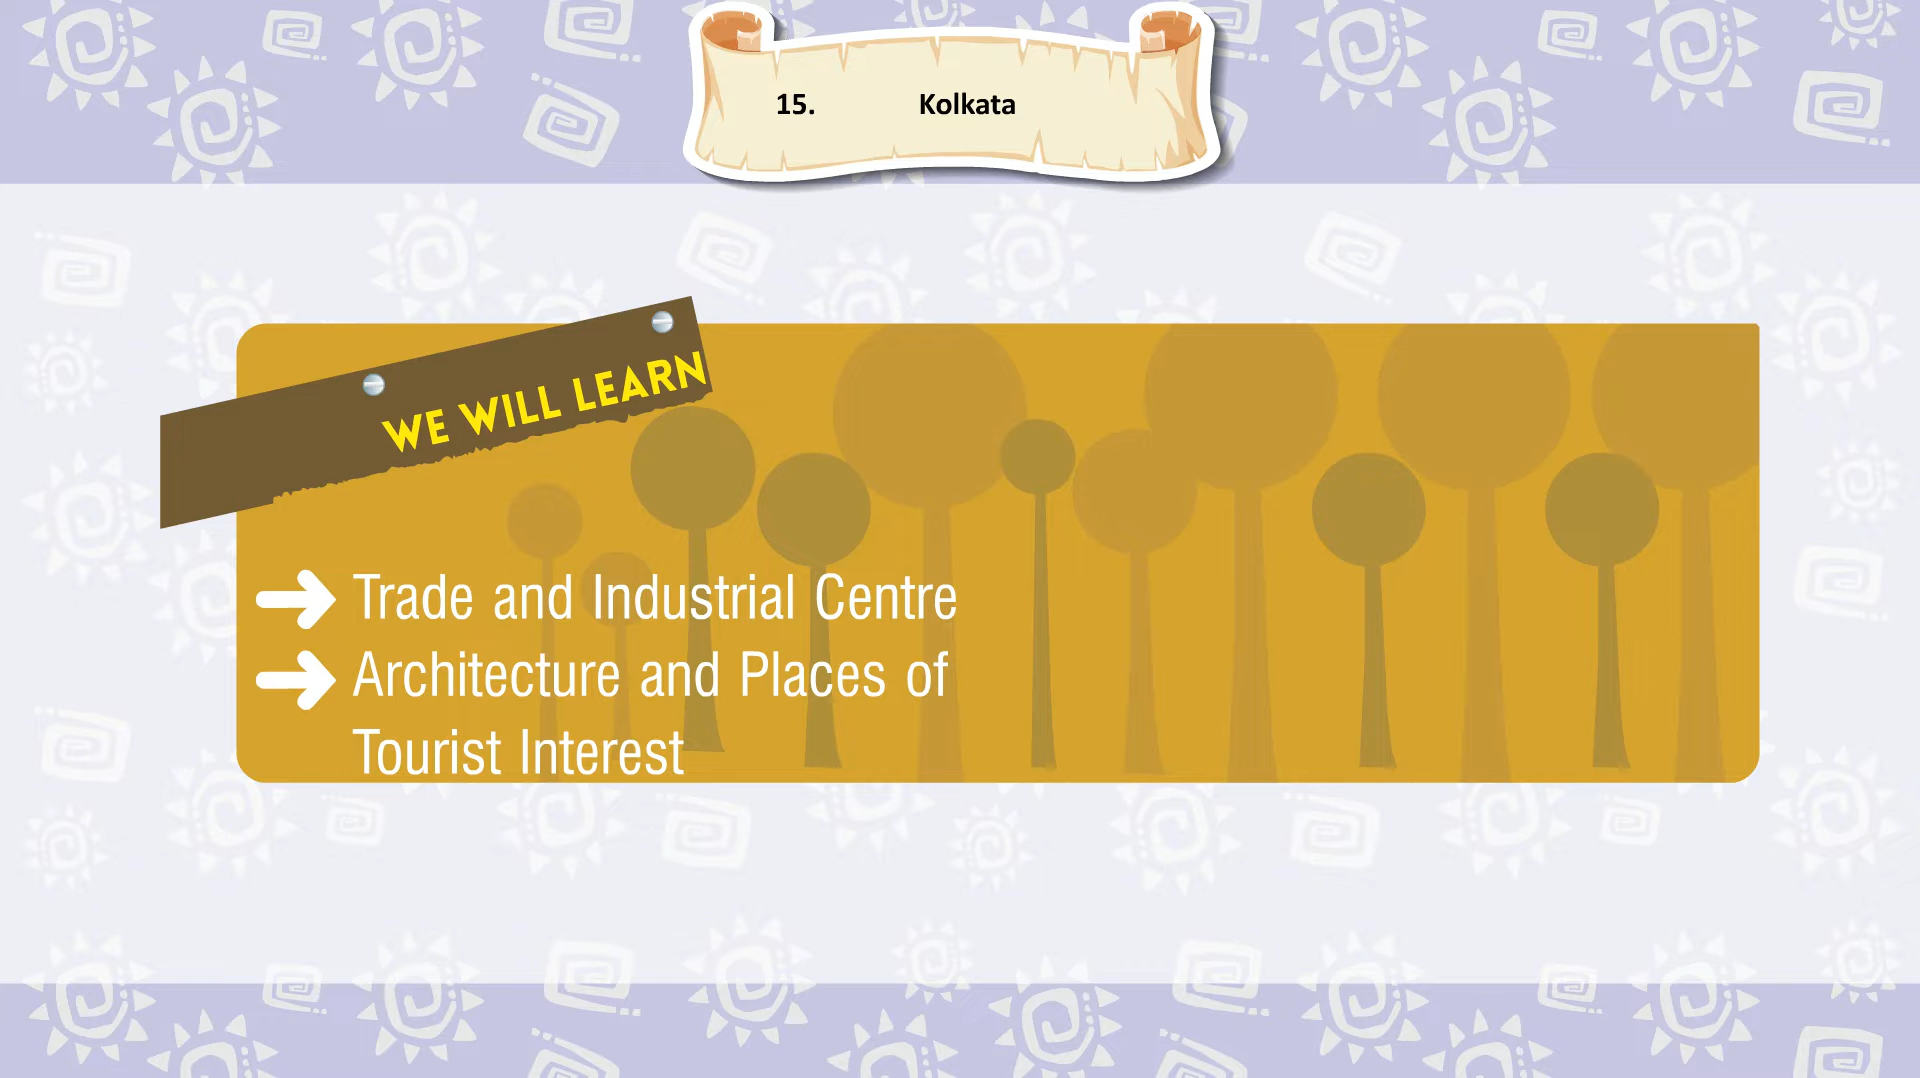 15. Kolkata
WE WILL LEARN
Trade and Industrial Centre
Architecture and Places of
Tourist Interest